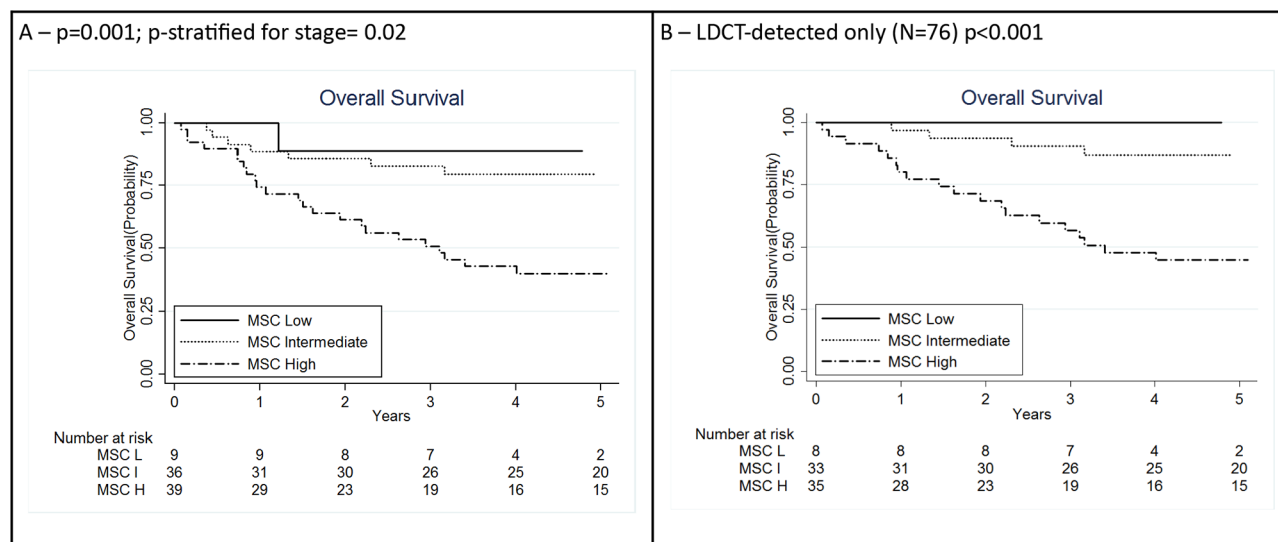 A – p=0.001; p-stratified for stage= 0.02
Overall Survival
Overall Survival(Probability)
1.00
0.75
0.50
0.25
0.00
MSC Low
MSC Intermediate
MSC High
0 1 2 3 4 5
Years
Number at risk
MSC L 9 9 8 7 4 2
MSC I 36 31 30 26 25 20
MSC H 39 29 23 19 16 15
B – LDCT-detected only (N=76) p<0.001
Overall Survival
Overall Survival(Probability)
1.00
0.75
0.50
0.25
0.00
MSC Low
MSC Intermediate
MSC High
0 1 2 3 4 5
Years
Number at risk
MSC L 8 8 8 7 4 2
MSC I 33 31 30 26 25 20
MSC H 35 28 23 19 16 15